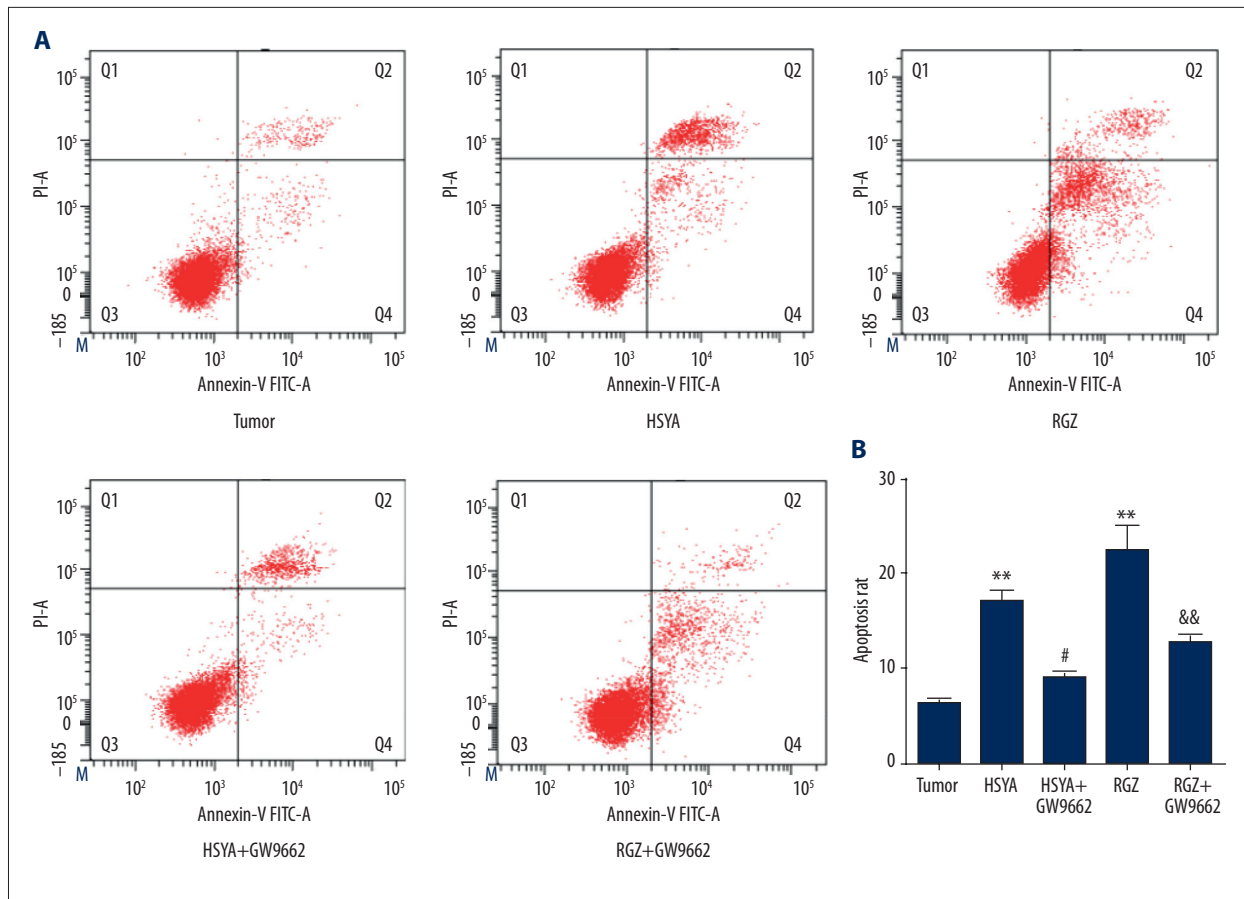 A
Q1 Q2
10⁵
10⁵
PI-A
10⁵
10⁵
0
Q3 Q4
−185
M
10² 10³ 10⁴ 10⁵
Annexin-V FITC-A
Tumor
Q1 Q2
10⁵
10⁵
PI-A
10⁵
10⁵
0
Q3 Q4
−185
M
10² 10³ 10⁴ 10⁵
Annexin-V FITC-A
HSYA
Q1 Q2
10⁵
10⁵
PI-A
10⁵
10⁵
0
Q3 Q4
−185
M
10² 10³ 10⁴ 10⁵
Annexin-V FITC-A
RGZ
Q1 Q2
10⁵
10⁵
PI-A
10⁵
10⁵
0
Q3 Q4
−185
M
10² 10³ 10⁴ 10⁵
Annexin-V FITC-A
HSYA+GW9662
Q1 Q2
10⁵
10⁵
PI-A
10⁵
10⁵
0
Q3 Q4
−185
M
10² 10³ 10⁴ 10⁵
Annexin-V FITC-A
RGZ+GW9662
B
30
20
10
0
Apoptosis rat
**
**
#
&&
Tumor HSYA HSYA+ RGZ RGZ+
GW9662 GW9662